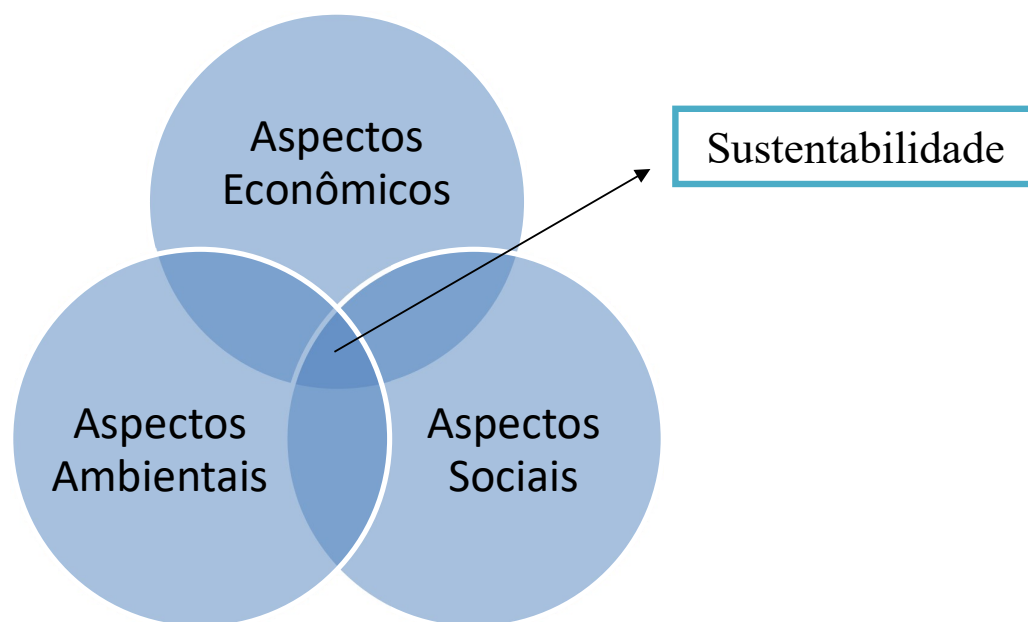 Aspectos
Econômicos
Sustentabilidade
Aspectos
Ambientais
Aspectos
Sociais